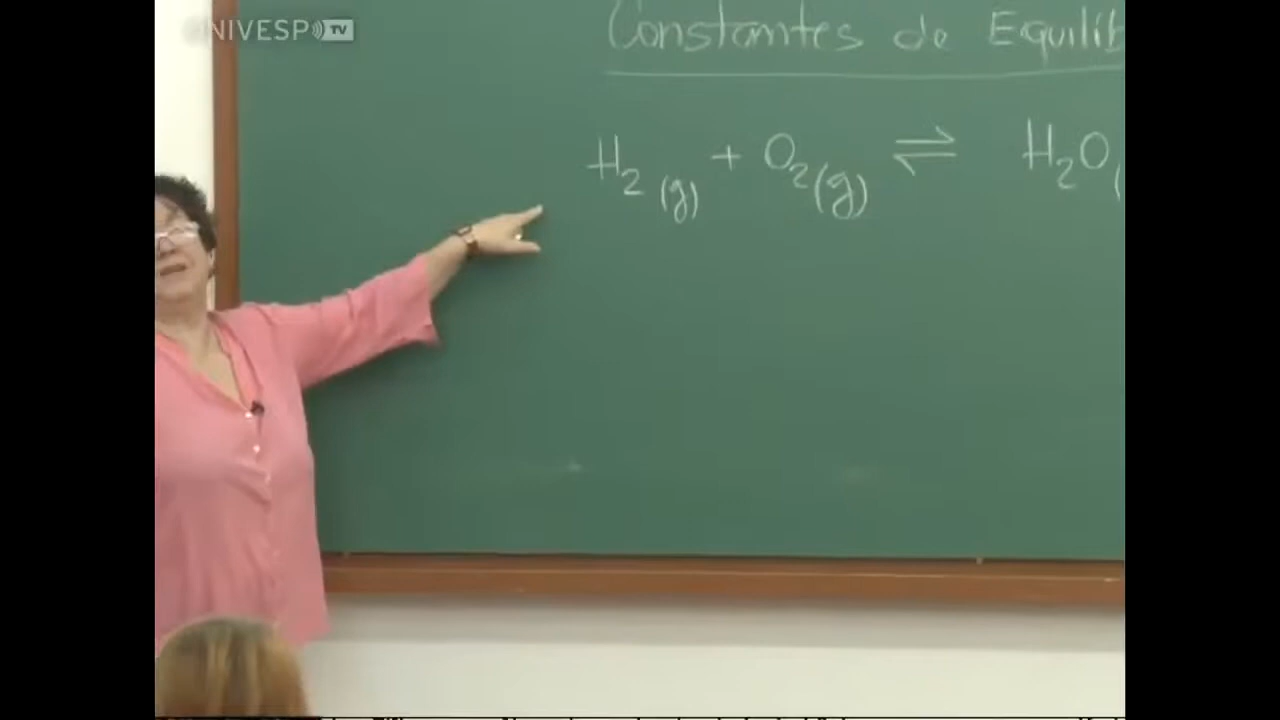 UNIVESP TV
Constantes de Equilib
H₂ (g) + O₂ (g) ⇌ H₂O (